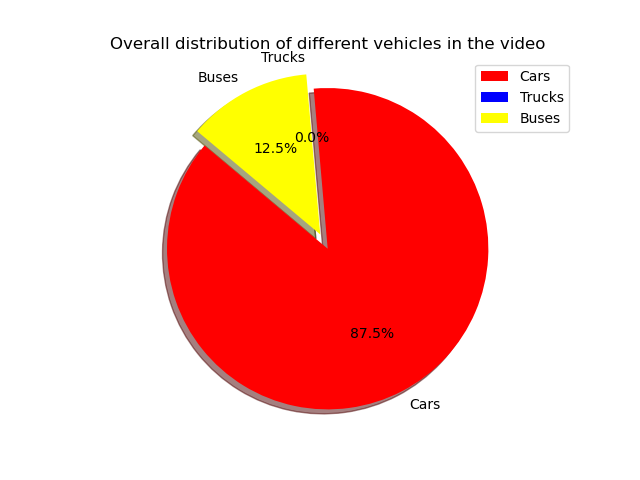 Overall distribution of different vehicles in the video
Trucks
Buses
Cars
Trucks
Buses
0.0%
12.5%
87.5%
Cars